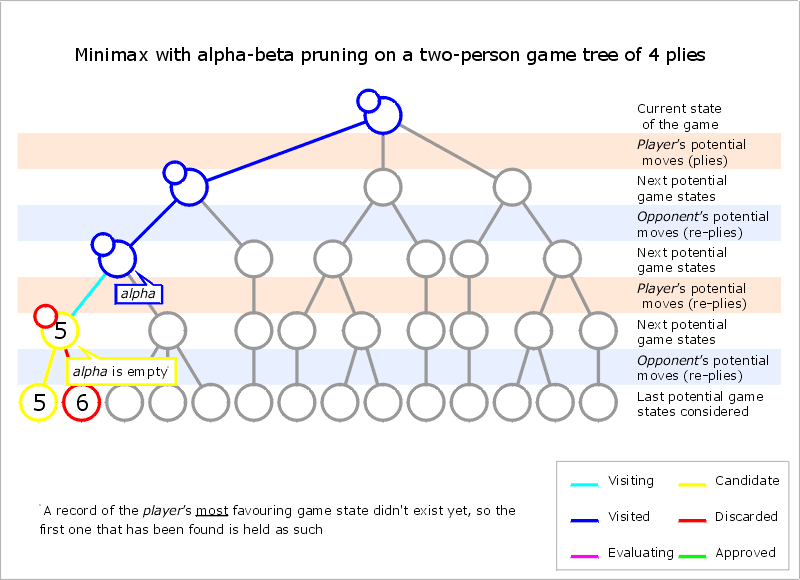 Minimax with alpha-beta pruning on a two-person game tree of 4 plies
Current state
of the game
Player's potential
moves (plies)
Next potential
game states
Opponent's potential
moves (re-plies)
Next potential
game states
alpha
Player's potential
moves (re-plies)
5
Next potential
game states
alpha is empty*
Opponent's potential
moves (re-plies)
5
6
Last potential game
states considered
*A record of the player's most favouring game state didn't exist yet, so the
first one that has been found is held as such
Visiting
Candidate
Visited
Discarded
Evaluating
Approved